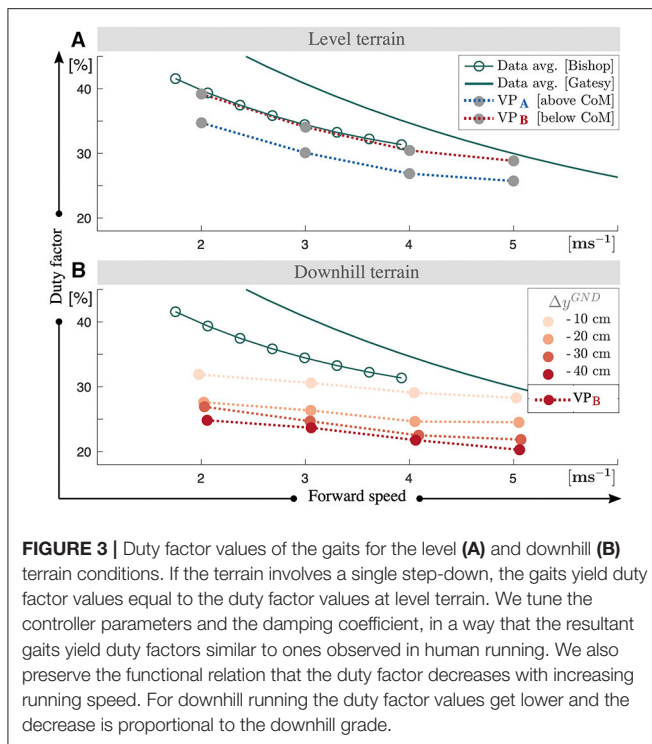 A
Level terrain
[%]
Data avg. [Bishop]
Data avg. [Gatesy]
VP A [above CoM]
VP B [below CoM]
40
30
20
2
3
4
5
[ms⁻¹]
Duty factor
B
Downhill terrain
[%]
Δy^GND
- 10 cm
- 20 cm
- 30 cm
- 40 cm
VP B
40
30
20
2
3
4
5
[ms⁻¹]
Forward speed
FIGURE 3 | Duty factor values of the gaits for the level (A) and downhill (B)
terrain conditions. If the terrain involves a single step-down, the gaits yield duty
factor values equal to the duty factor values at level terrain. We tune the
controller parameters and the damping coefficient, in a way that the resultant
gaits yield duty factors similar to ones observed in human running. We also
preserve the functional relation that the duty factor decreases with increasing
running speed. For downhill running the duty factor values get lower and the
decrease is proportional to the downhill grade.